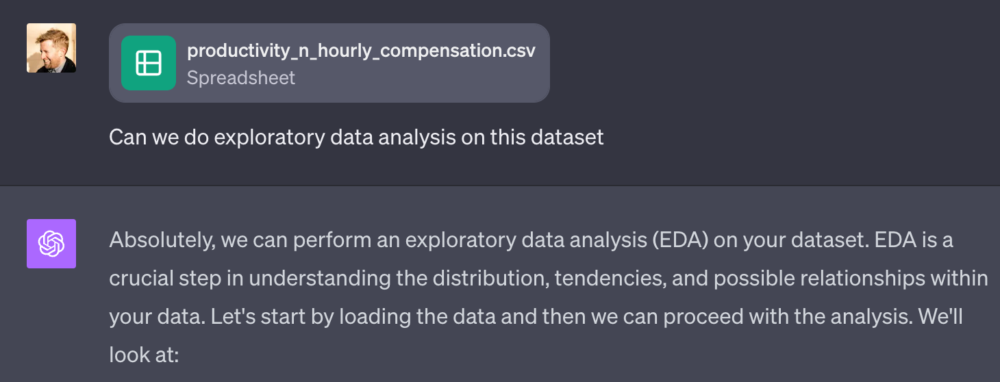 productivity_n_hourly_compensation.csv
Spreadsheet
Can we do exploratory data analysis on this dataset
Absolutely, we can perform an exploratory data analysis (EDA) on your dataset. EDA is a
crucial step in understanding the distribution, tendencies, and possible relationships within
your data. Let's start by loading the data and then we can proceed with the analysis. We'll
look at: